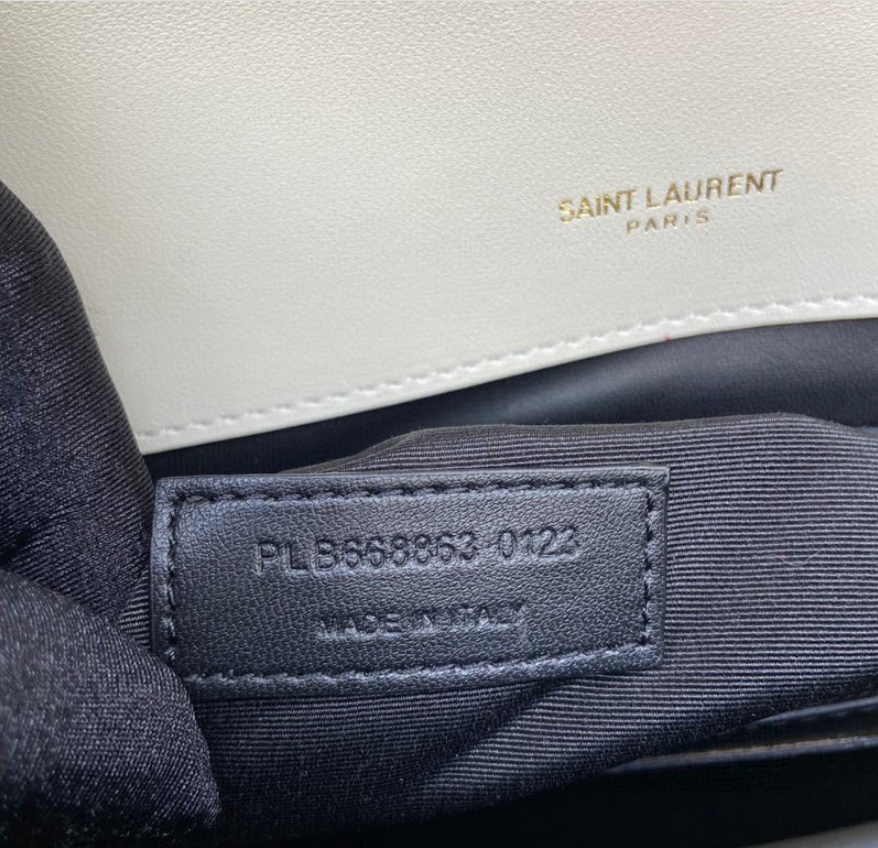 SAINT LAURENT
PARIS
PLB668863 0123
MADE IN ITALY